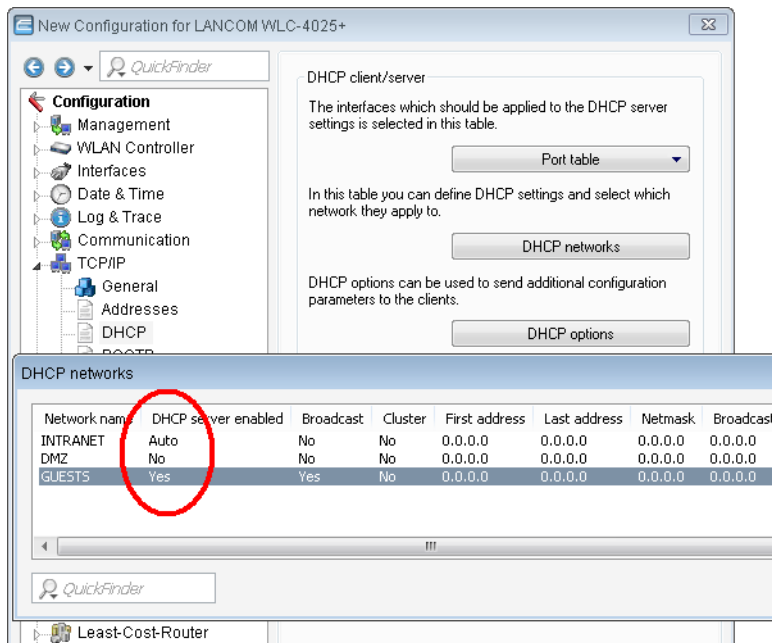 New Configuration for LANCOM WLC-4025+
QuickFinder
Configuration
Management
WLAN Controller
Interfaces
Date & Time
Log & Trace
Communication
TCP/IP
General
Addresses
DHCP
DHCP client/server
The interfaces which should be applied to the DHCP server
settings is selected in this table.
Port table
In this table you can define DHCP settings and select which
network they apply to.
DHCP networks
DHCP options can be used to send additional configuration
parameters to the clients.
DHCP options
DHCP networks
Network name DHCP server enabled Broadcast Cluster First address Last address Netmask Broadcast
INTRANET Auto No No 0.0.0.0 0.0.0.0 0.0.0.0 0.0.0.0
DMZ No No No 0.0.0.0 0.0.0.0 0.0.0.0 0.0.0.0
GUESTS Yes Yes No 0.0.0.0 0.0.0.0 0.0.0.0 0.0.0.0
QuickFinder
Least-Cost-Router